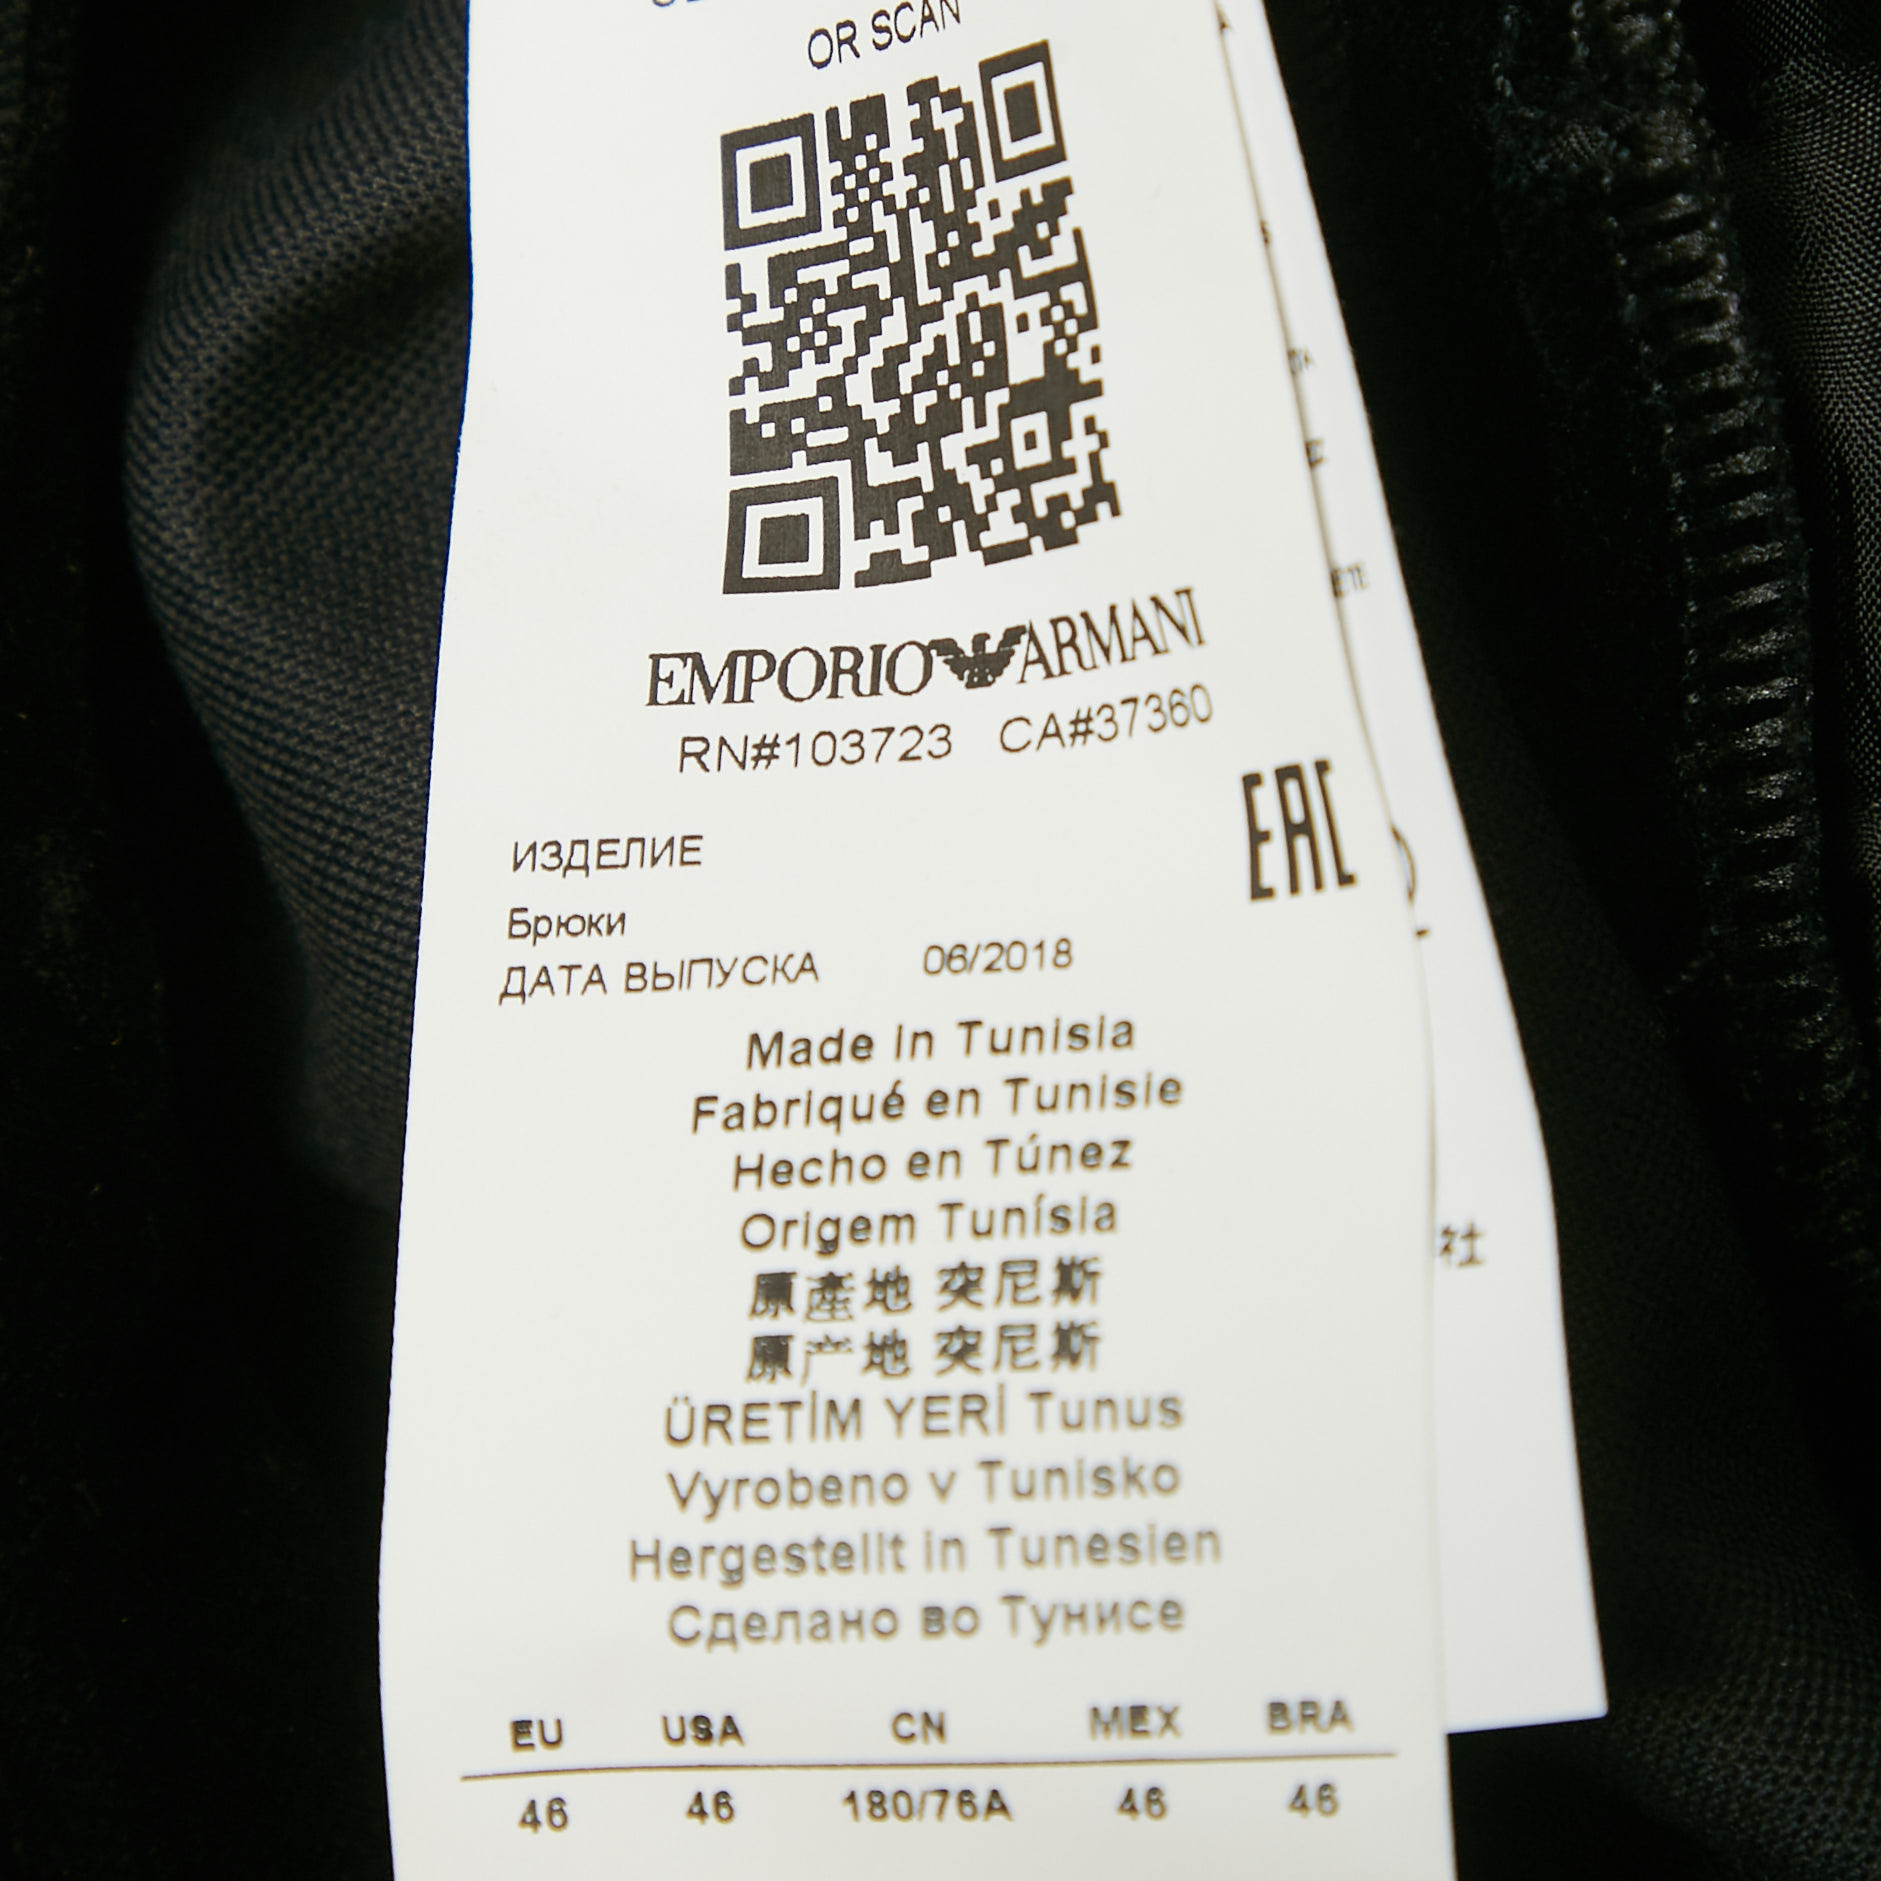 OR SCAN
EMPORIO ARMANI
RN#103723 CA#37360
EAC
ИЗДЕЛИЕ
Брюки
ДАТА ВЫПУСКА 06/2018
Made in Tunisia
Fabriqué en Tunisie
Hecho en Túnez
Origem Tunísia
原產地 突尼斯
原产地 突尼斯
ÜRETİM YERİ Tunus
Vyrobeno v Tunisko
Hergestellt in Tunesien
Сделано во Тунисе
EU USA CN MEX BRA
46 46 180/76A 46 46
社